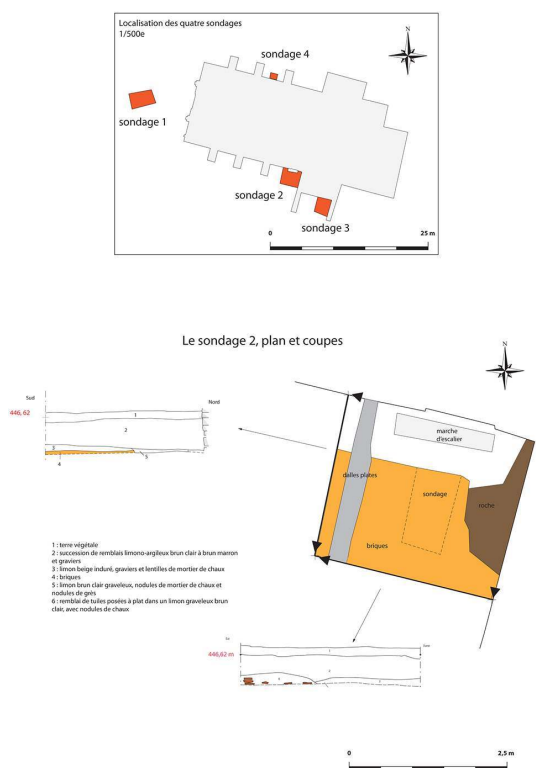 Localisation des quatre sondages
1/500e
N
sondage 4
sondage 1
sondage 2
sondage 3
0 25 m
Le sondage 2, plan et coupes
N
Sud
Nord
446, 62
1
2
3
4
5
marche
d'escalier
dalles plates
sondage
roche
briques
1 : terre végétale
2 : succession de remblais limono-argileux brun clair à brun marron
et graviers
3 : limon beige induré, graviers et lentilles de mortier de chaux
4 : briques
5 : limon brun clair graveleux, nodules de mortier de chaux et
nodules de grès
6 : remblai de tuiles posées à plat dans un limon graveleux brun
clair, avec nodules de chaux
446,62 m
0 2,5 m